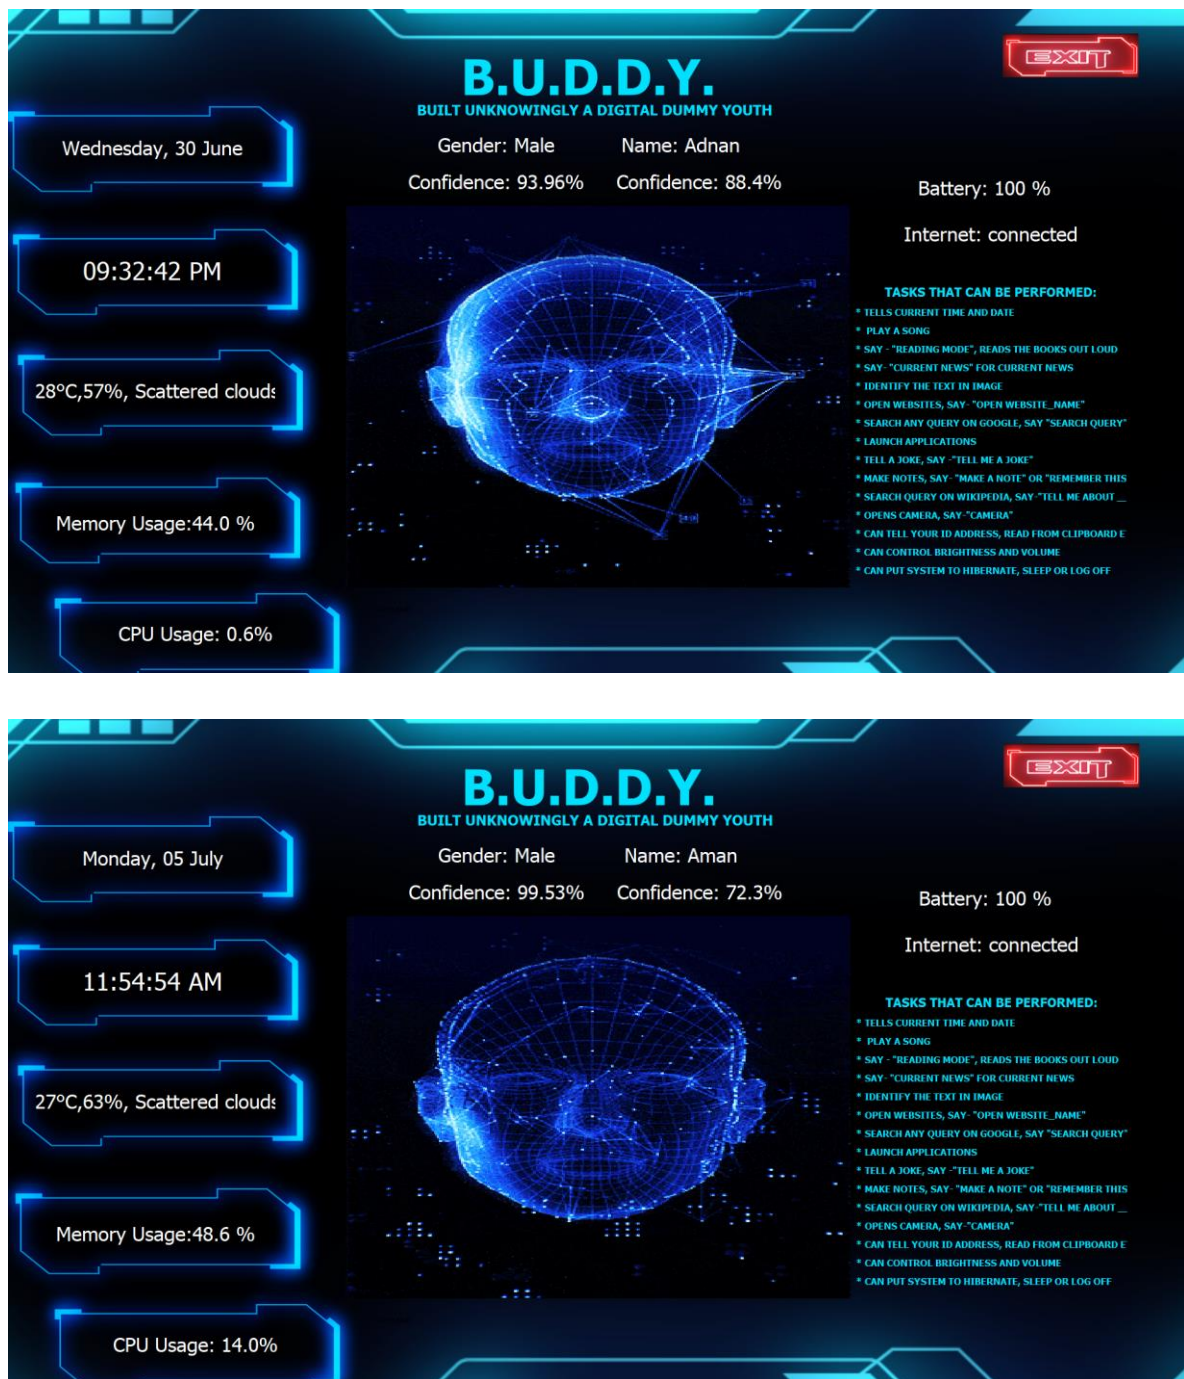 EXIT
B.U.D.D.Y.
BUILT UNKNOWINGLY A DIGITAL DUMMY YOUTH
Gender: Male Name: Adnan
Confidence: 93.96% Confidence: 88.4%
Wednesday, 30 June
09:32:42 PM
28ºC,57%, Scattered clouds
Memory Usage:44.0 %
CPU Usage: 0.6%
Battery: 100 %
Internet: connected
TASKS THAT CAN BE PERFORMED:
* TELLS CURRENT TIME AND DATE
* PLAY A SONG
* SAY - "READING MODE", READS THE BOOKS OUT LOUD
* SAY- "CURRENT NEWS" FOR CURRENT NEWS
* IDENTIFY THE TEXT IN IMAGE
* OPEN WEBSITES, SAY- "OPEN WEBSITE_NAME"
* SEARCH ANY QUERY ON GOOGLE, SAY "SEARCH QUERY"
* LAUNCH APPLICATIONS
* TELL A JOKE, SAY -"TELL ME A JOKE"
* MAKE NOTES, SAY- "MAKE A NOTE" OR "REMEMBER THIS
* SEARCH QUERY ON WIKIPEDIA, SAY-"TELL ME ABOUT __
* OPENS CAMERA, SAY-"CAMERA"
* CAN TELL YOUR ID ADDRESS, READ FROM CLIPBOARD E
* CAN CONTROL BRIGHTNESS AND VOLUME
* CAN PUT SYSTEM TO HIBERNATE, SLEEP OR LOG OFF
EXIT
B.U.D.D.Y.
BUILT UNKNOWINGLY A DIGITAL DUMMY YOUTH
Gender: Male Name: Aman
Confidence: 99.53% Confidence: 72.3%
Monday, 05 July
11:54:54 AM
27ºC,63%, Scattered clouds
Memory Usage:48.6 %
CPU Usage: 14.0%
Battery: 100 %
Internet: connected
TASKS THAT CAN BE PERFORMED:
* TELLS CURRENT TIME AND DATE
* PLAY A SONG
* SAY - "READING MODE", READS THE BOOKS OUT LOUD
* SAY- "CURRENT NEWS" FOR CURRENT NEWS
* IDENTIFY THE TEXT IN IMAGE
* OPEN WEBSITES, SAY- "OPEN WEBSITE_NAME"
* SEARCH ANY QUERY ON GOOGLE, SAY "SEARCH QUERY"
* LAUNCH APPLICATIONS
* TELL A JOKE, SAY -"TELL ME A JOKE"
* MAKE NOTES, SAY- "MAKE A NOTE" OR "REMEMBER THIS
* SEARCH QUERY ON WIKIPEDIA, SAY-"TELL ME ABOUT __
* OPENS CAMERA, SAY-"CAMERA"
* CAN TELL YOUR ID ADDRESS, READ FROM CLIPBOARD E
* CAN CONTROL BRIGHTNESS AND VOLUME
* CAN PUT SYSTEM TO HIBERNATE, SLEEP OR LOG OFF